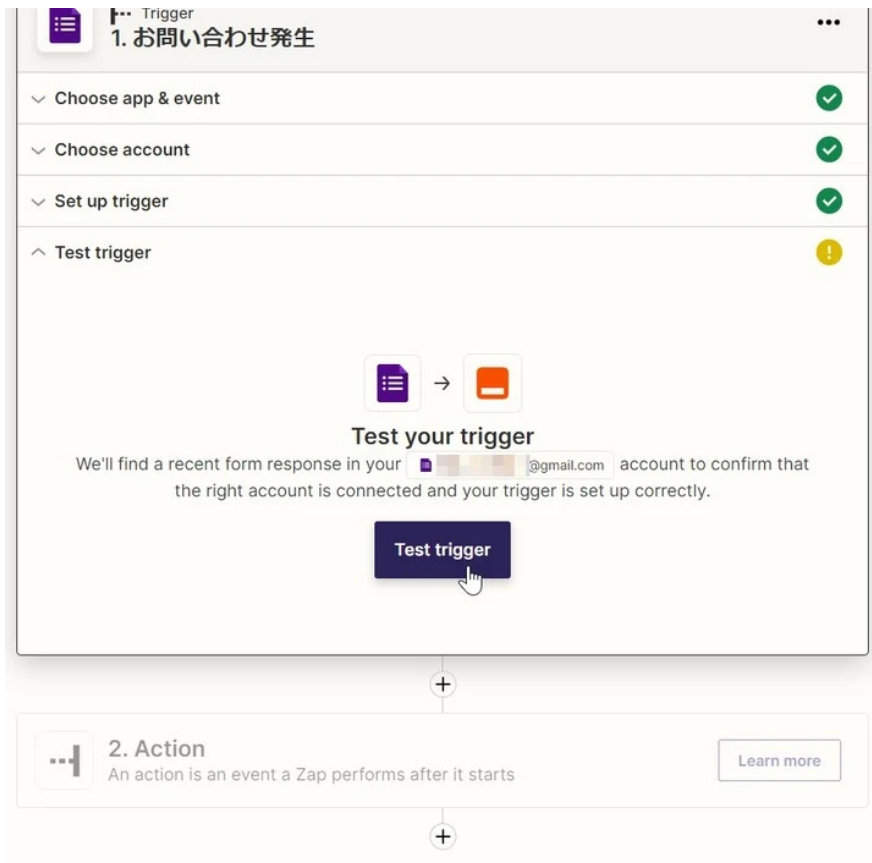 Trigger
1. お問い合わせ発生
Choose app & event
Choose account
Set up trigger
Test trigger
Test your trigger
We'll find a recent form response in your @gmail.com account to confirm that
the right account is connected and your trigger is set up correctly.
Test trigger
2. Action
An action is an event a Zap performs after it starts
Learn more